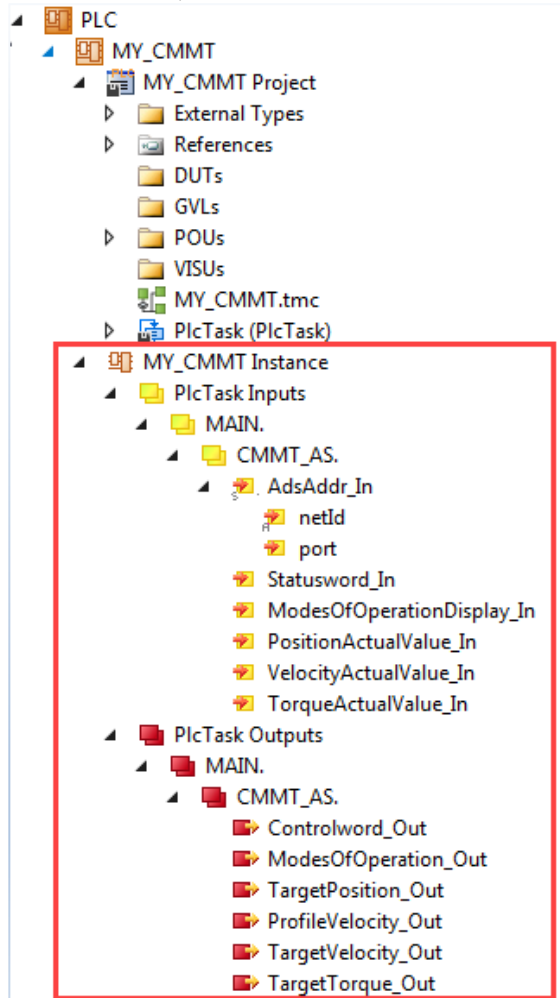 PLC
MY_CMMT
MY_CMMT Project
External Types
References
DUTs
GVLs
POUs
VISUs
MY_CMMT.tmc
PlcTask (PlcTask)
MY_CMMT Instance
PlcTask Inputs
MAIN.
CMMT_AS.
AdsAddr_In
netId
port
Statusword_In
ModesOfOperationDisplay_In
PositionActualValue_In
VelocityActualValue_In
TorqueActualValue_In
PlcTask Outputs
MAIN.
CMMT_AS.
Controlword_Out
ModesOfOperation_Out
TargetPosition_Out
ProfileVelocity_Out
TargetVelocity_Out
TargetTorque_Out